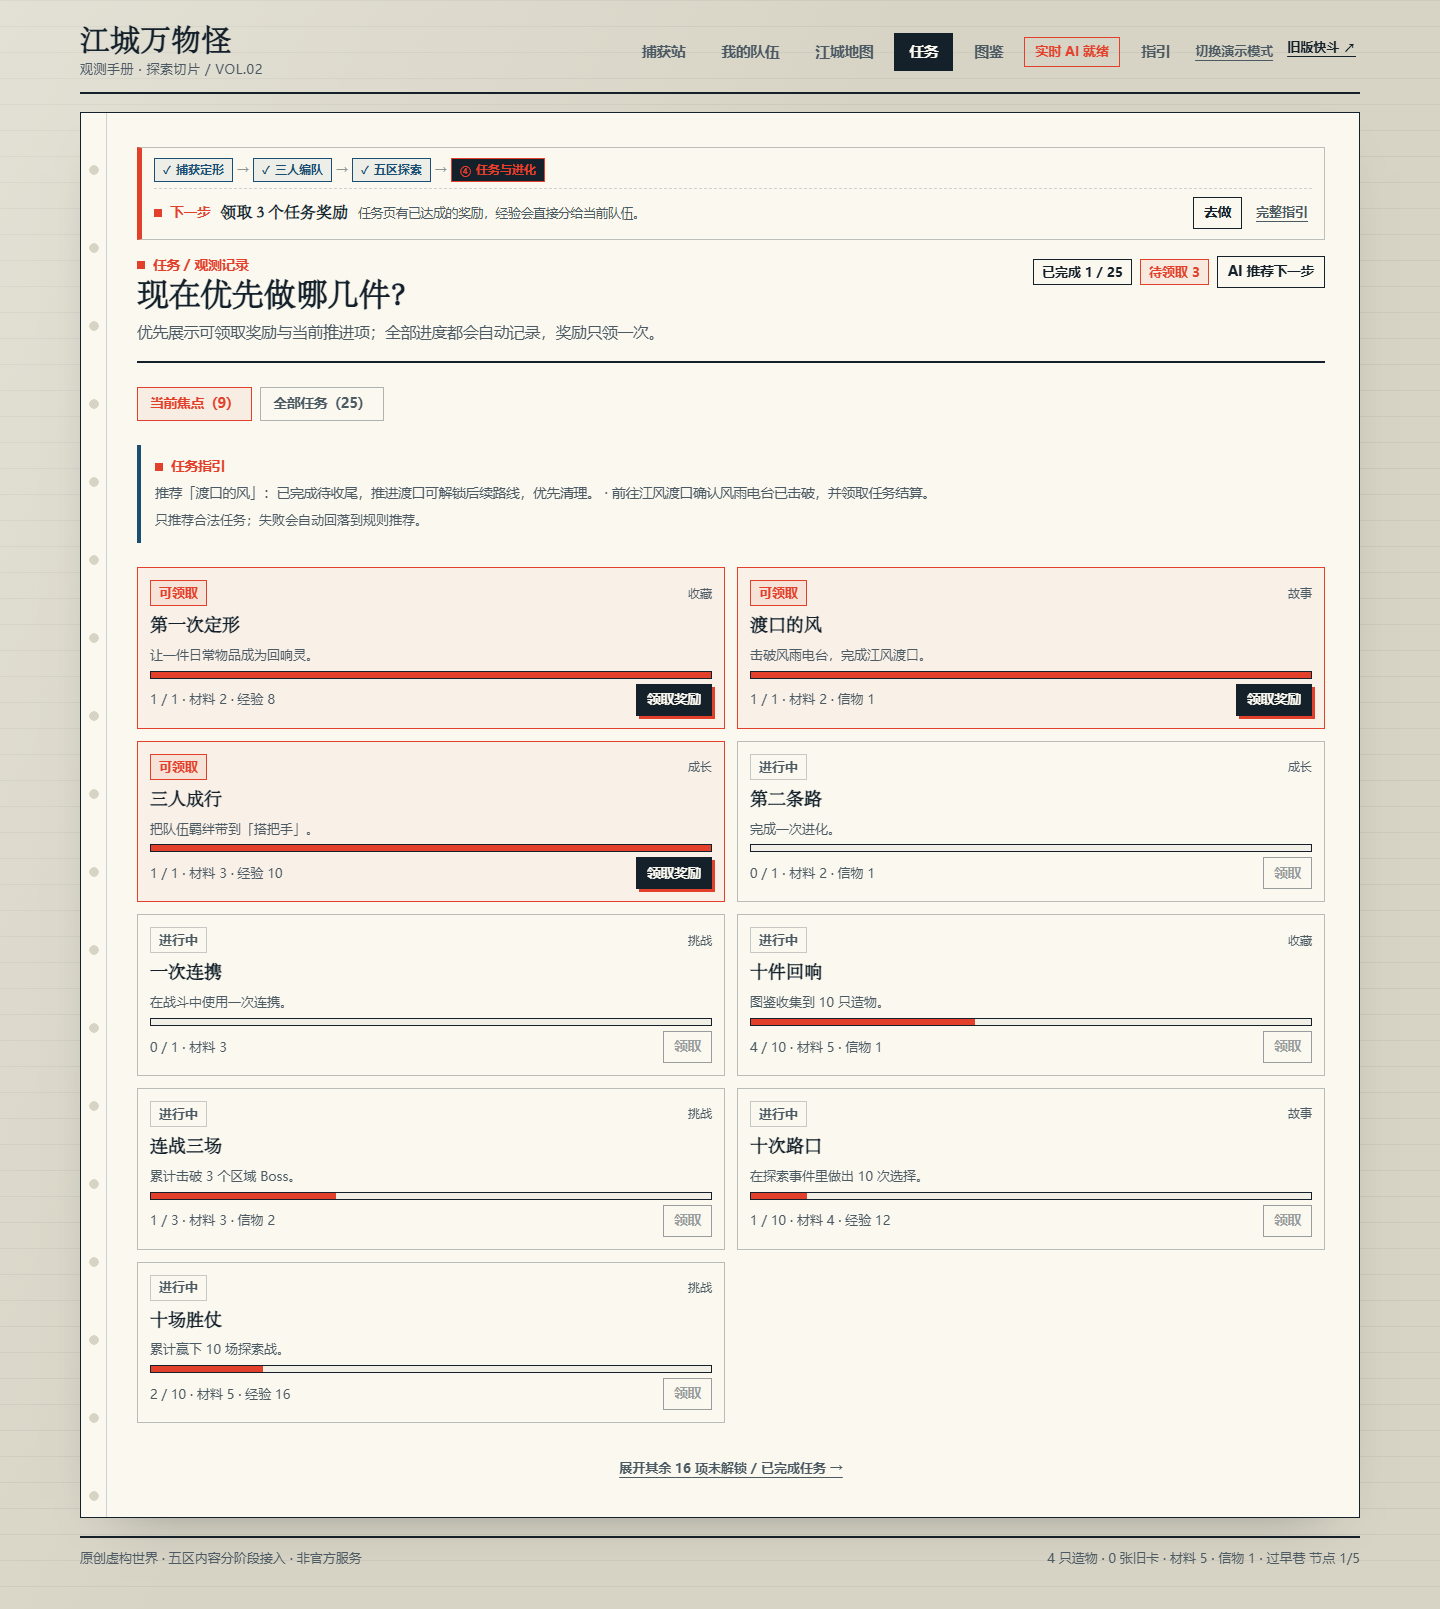 江城万物怪
观测手册 · 探索切片 / VOL.02
捕获站 我的队伍 江城地图 任务 图鉴 实时 AI 就绪 指引 切换演示模式 旧版快斗 ↗
✓ 捕获定形 → ✓ 三人编队 → ✓ 五区探索 → ④ 任务与进化
下一步 领取 3 个任务奖励 任务页有已达成的奖励，经验会直接分给当前队伍。 去做 完整指引
任务 / 观测记录
已完成 1 / 25 待领取 3 AI 推荐下一步
现在优先做哪几件?
优先展示可领取奖励与当前推进项；全部进度都会自动记录，奖励只领一次。
当前焦点（9） 全部任务（25）
任务指引
推荐「渡口的风」：已完成待收尾，推进渡口可解锁后续路线，优先清理。 · 前往江风渡口确认风雨电台已击破，并领取任务结算。
只推荐合法任务；失败会自动回落到规则推荐。
可领取 收藏
第一次定形
让一件日常物品成为回响灵。
1 / 1 · 材料 2 · 经验 8 领取奖励
可领取 故事
渡口的风
击破风雨电台，完成江风渡口。
1 / 1 · 材料 2 · 信物 1 领取奖励
可领取 成长
三人成行
把队伍羁绊带到「搭把手」。
1 / 1 · 材料 3 · 经验 10 领取奖励
进行中 成长
第二条路
完成一次进化。
0 / 1 · 材料 2 · 信物 1 领取
进行中 挑战
一次连携
在战斗中使用一次连携。
0 / 1 · 材料 3 领取
进行中 收藏
十件回响
图鉴收集到 10 只造物。
4 / 10 · 材料 5 · 信物 1 领取
进行中 挑战
连战三场
累计击破 3 个区域 Boss。
1 / 3 · 材料 3 · 信物 2 领取
进行中 故事
十次路口
在探索事件里做出 10 次选择。
1 / 10 · 材料 4 · 经验 12 领取
进行中 挑战
十场胜仗
累计赢下 10 场探索战。
2 / 10 · 材料 5 · 经验 16 领取
展开其余 16 项未解锁 / 已完成任务 →
原创虚构世界 · 五区内容分阶段接入 · 非官方服务
4 只造物 · 0 张旧卡 · 材料 5 · 信物 1 · 过早巷 节点 1/5